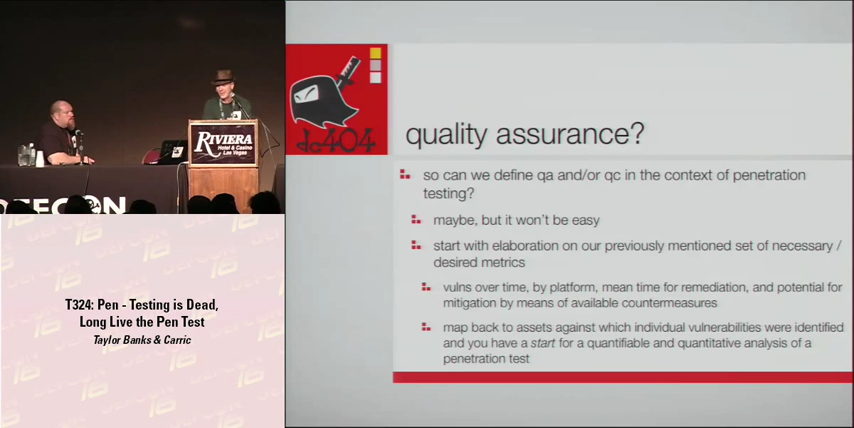 RIVIERA
Hotel & Casino
Las Vegas
DEFCON
T324: Pen - Testing is Dead,
Long Live the Pen Test
Taylor Banks & Carric
dc404
quality assurance?
so can we define qa and/or qc in the context of penetration
testing?
maybe, but it won't be easy
start with elaboration on our previously mentioned set of necessary /
desired metrics
vulns over time, by platform, mean time for remediation, and potential for
mitigation by means of available countermeasures
map back to assets against which individual vulnerabilities were identified
and you have a start for a quantifiable and quantitative analysis of a
penetration test